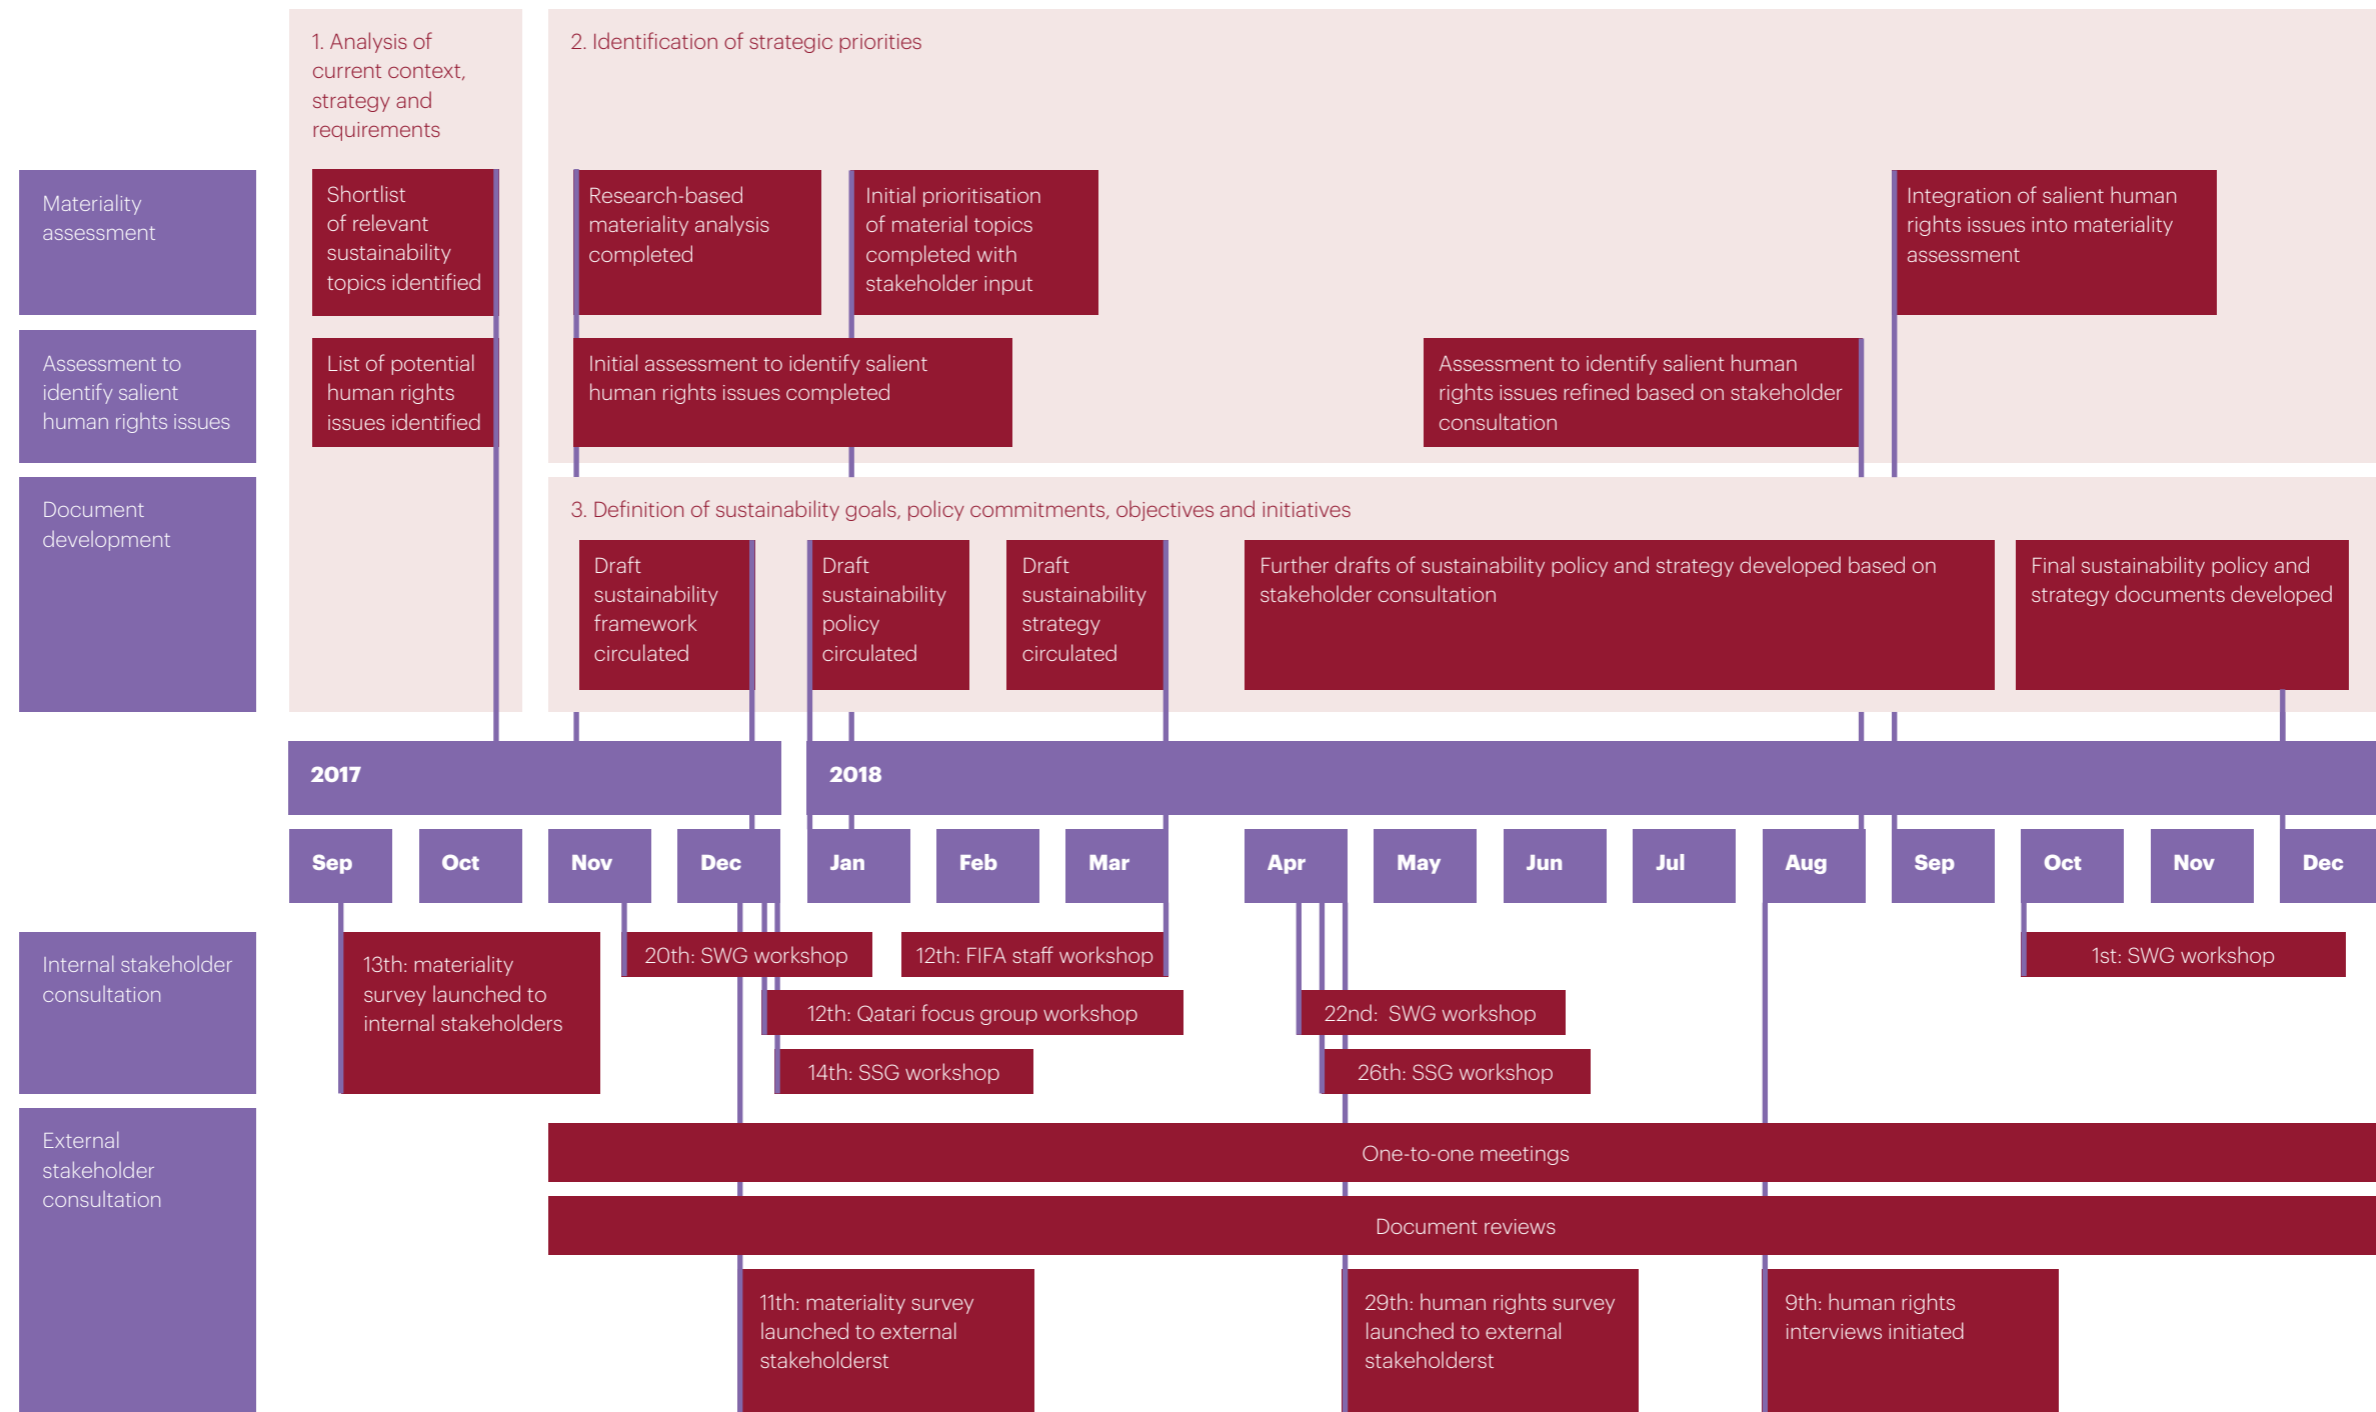 1. Analysis of
current context,
strategy and
requirements
2. Identification of strategic priorities
Materiality
assessment
Shortlist
of relevant
sustainability
topics identified
Research-based
materiality analysis
completed
Initial prioritisation
of material topics
completed with
stakeholder input
Integration of salient human
rights issues into materiality
assessment
Assessment to
identify salient
human rights issues
List of potential
human rights
issues identified
Initial assessment to identify salient
human rights issues completed
Assessment to identify salient human
rights issues refined based on stakeholder
consultation
Document
development
3. Definition of sustainability goals, policy commitments, objectives and initiatives
Draft
sustainability
framework
circulated
Draft
sustainability
policy
circulated
Draft
sustainability
strategy
circulated
Further drafts of sustainability policy and strategy developed based on
stakeholder consultation
Final sustainability policy and
strategy documents developed
2017
2018
Sep
Oct
Nov
Dec
Jan
Feb
Mar
Apr
May
Jun
Jul
Aug
Sep
Oct
Nov
Dec
Internal stakeholder
consultation
13th: materiality
survey launched to
internal stakeholders
20th: SWG workshop
12th: FIFA staff workshop
1st: SWG workshop
12th: Qatari focus group workshop
22nd: SWG workshop
14th: SSG workshop
26th: SSG workshop
External
stakeholder
consultation
One-to-one meetings
Document reviews
11th: materiality survey
launched to external
stakeholderst
29th: human rights survey
launched to external
stakeholderst
9th: human rights
interviews initiated